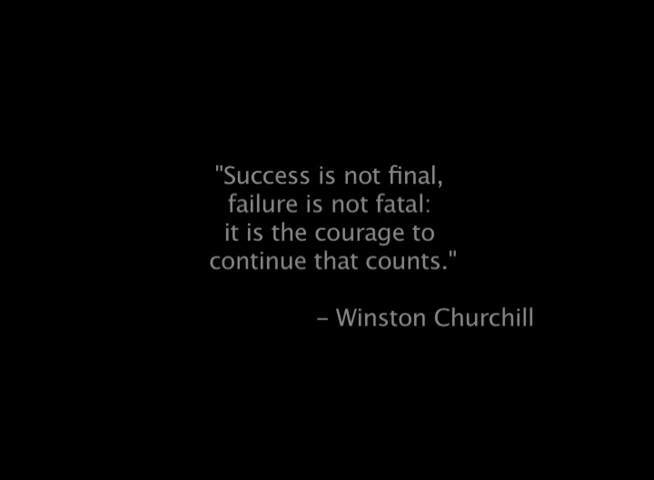 "Success is not final,
failure is not fatal:
it is the courage to
continue that counts."
– Winston Churchill